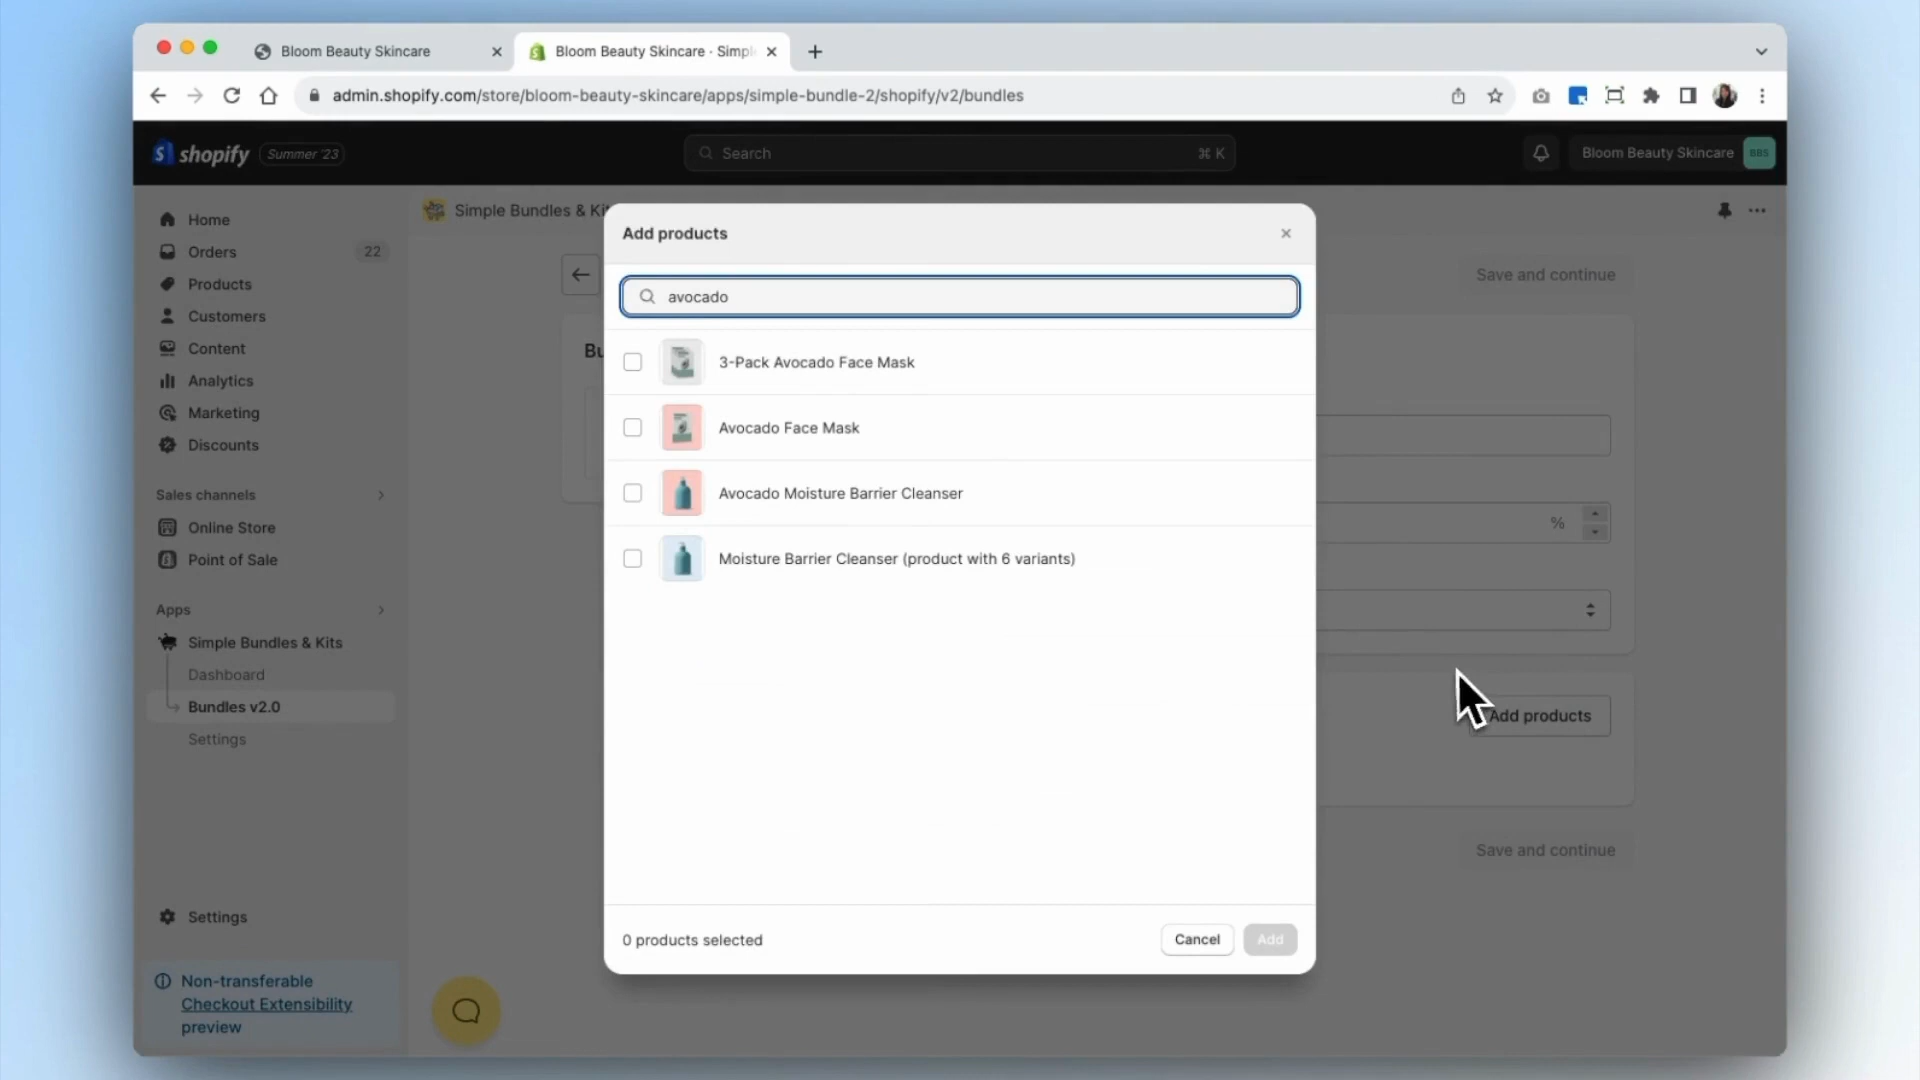 Bloom Beauty Skincare
Bloom Beauty Skincare · Simpl
admin.shopify.com/store/bloom-beauty-skincare/apps/simple-bundle-2/shopify/v2/bundles
shopify
Summer '23
Search
⌘ K
Bloom Beauty Skincare
BBS
Home
Orders
22
Products
Customers
Content
Analytics
Marketing
Discounts
Sales channels
Online Store
Point of Sale
Apps
Simple Bundles & Kits
Dashboard
Bundles v2.0
Settings
Settings
Non-transferable
Checkout Extensibility
preview
Simple Bundles & Kit
Save and continue
Bu
%
Add products
Save and continue
Add products
avocado
3-Pack Avocado Face Mask
Avocado Face Mask
Avocado Moisture Barrier Cleanser
Moisture Barrier Cleanser (product with 6 variants)
0 products selected
Cancel
Add